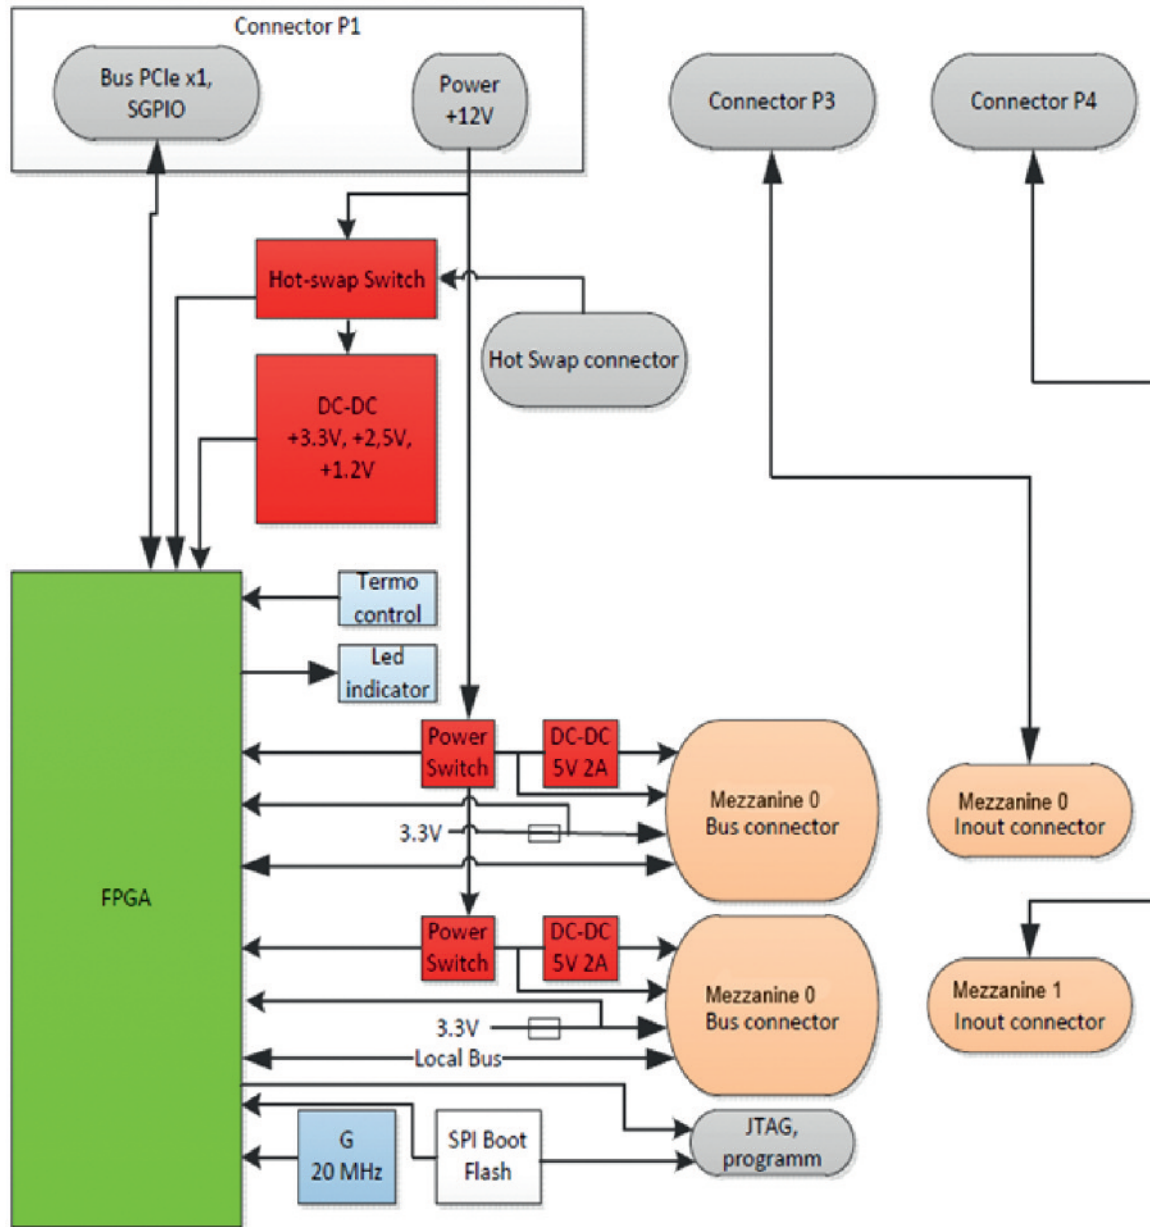 Connector P1
Bus PCIe x1,
SGPIO
Power
+12V
Connector P3
Connector P4
Hot-swap Switch
Hot Swap connector
DC-DC
+3.3V, +2,5V,
+1.2V
Termo
control
Led
indicator
Power
Switch
DC-DC
5V 2A
Mezzanine 0
Bus connector
Mezzanine 0
Inout connector
3.3V
FPGA
Power
Switch
DC-DC
5V 2A
Mezzanine 0
Bus connector
Mezzanine 1
Inout connector
3.3V
Local Bus
G
20 MHz
SPI Boot
Flash
JTAG,
programm